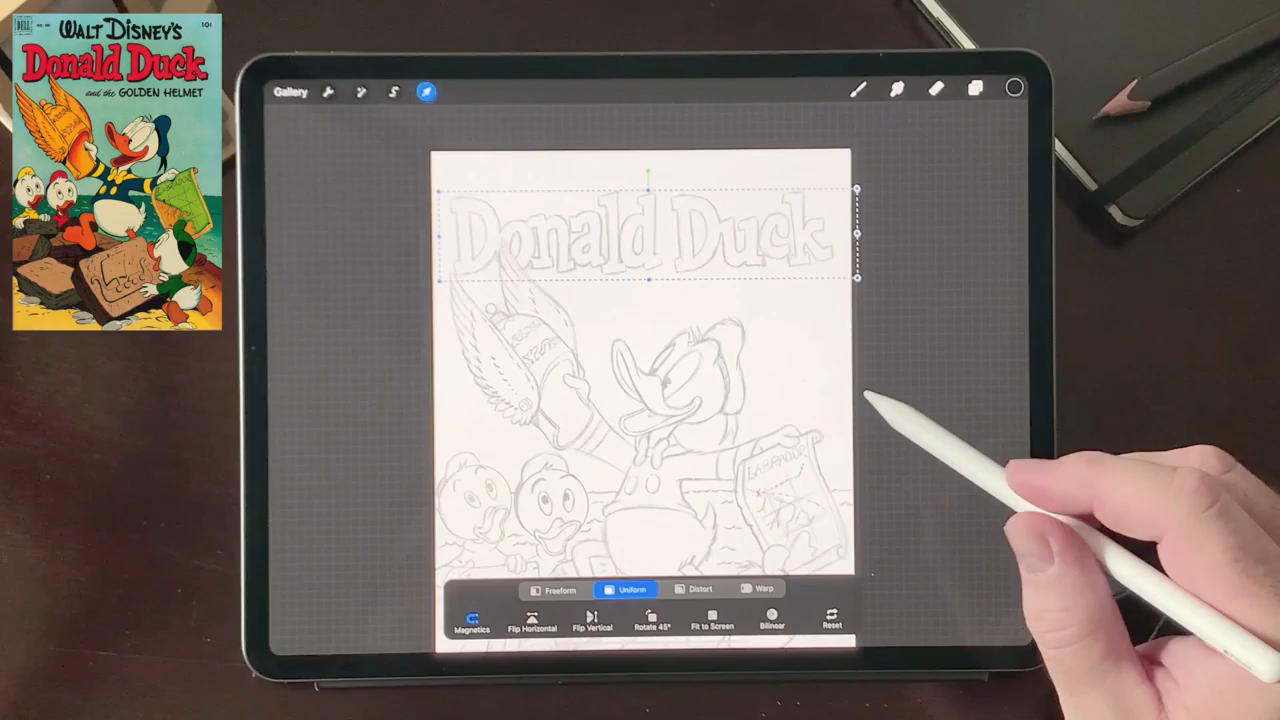 DELL
WALT DISNEY'S
10¢
Donald Duck
and the GOLDEN HELMET
Gallery
Donald Duck
LABRADOR
Freeform
Uniform
Distort
Warp
Magnetics
Flip Horizontal
Flip Vertical
Rotate 45°
Fit to Screen
Bilinear
Reset